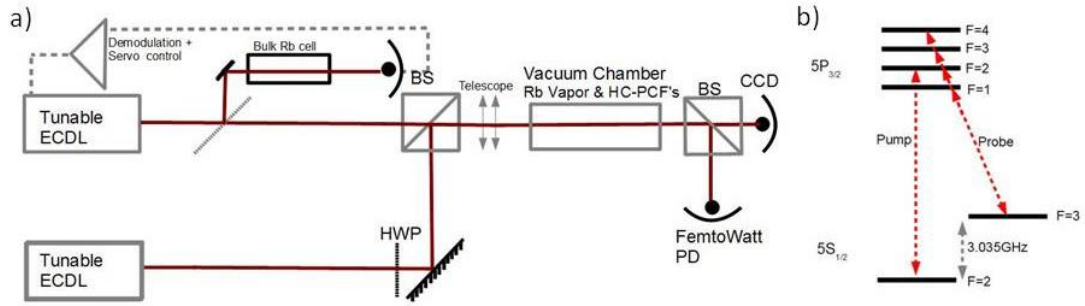 a)
Demodulation +
Servo control
Bulk Rb cell
BS
Telescope
Vacuum Chamber
Rb Vapor & HC-PCF's
BS
CCD
Tunable
ECDL
HWP
FemtoWatt
PD
Tunable
ECDL
b)
F=4
F=3
5P3/2
F=2
F=1
Pump
Probe
F=3
3.035GHz
5S1/2
F=2